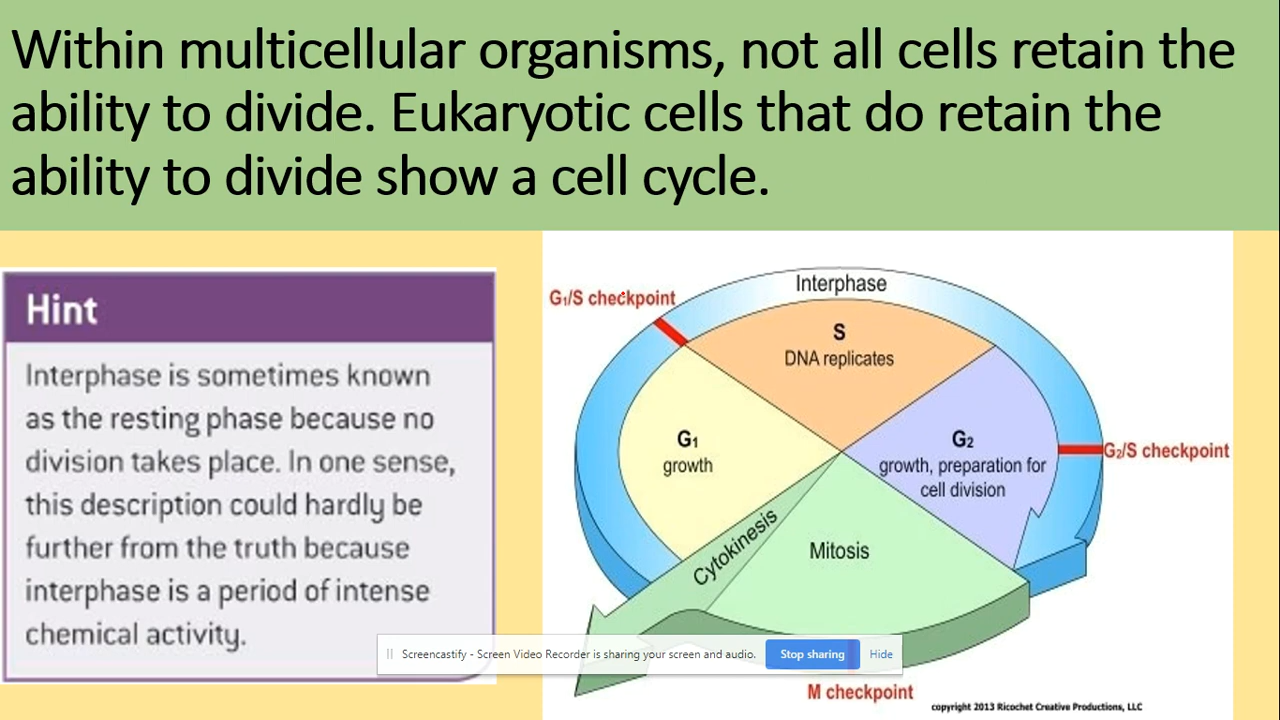 Within multicellular organisms, not all cells retain the
ability to divide. Eukaryotic cells that do retain the
ability to divide show a cell cycle.
Hint
Interphase is sometimes known
as the resting phase because no
division takes place. In one sense,
this description could hardly be
further from the truth because
interphase is a period of intense
chemical activity.
Interphase
G₁/S checkpoint
S
DNA replicates
G₁
growth
G₂
growth, preparation for
cell division
G₂/S checkpoint
Cytokinesis
Mitosis
Screencastify - Screen Video Recorder is sharing your screen and audio.
Stop sharing
Hide
M checkpoint
copyright 2013 Ricochet Creative Productions, LLC